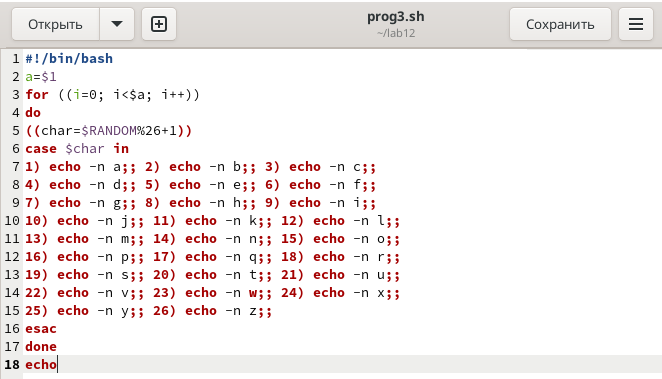 Открыть
prog3.sh
~/lab12
Сохранить
1 #!/bin/bash
2 a=$1
3 for ((i=0; i<$a; i++))
4 do
5 ((char=$RANDOM%26+1))
6 case $char in
7 1) echo -n a;; 2) echo -n b;; 3) echo -n c;;
8 4) echo -n d;; 5) echo -n e;; 6) echo -n f;;
9 7) echo -n g;; 8) echo -n h;; 9) echo -n i;;
10 10) echo -n j;; 11) echo -n k;; 12) echo -n l;;
11 13) echo -n m;; 14) echo -n n;; 15) echo -n o;;
12 16) echo -n p;; 17) echo -n q;; 18) echo -n r;;
13 19) echo -n s;; 20) echo -n t;; 21) echo -n u;;
14 22) echo -n v;; 23) echo -n w;; 24) echo -n x;;
15 25) echo -n y;; 26) echo -n z;;
16 esac
17 done
18 echo